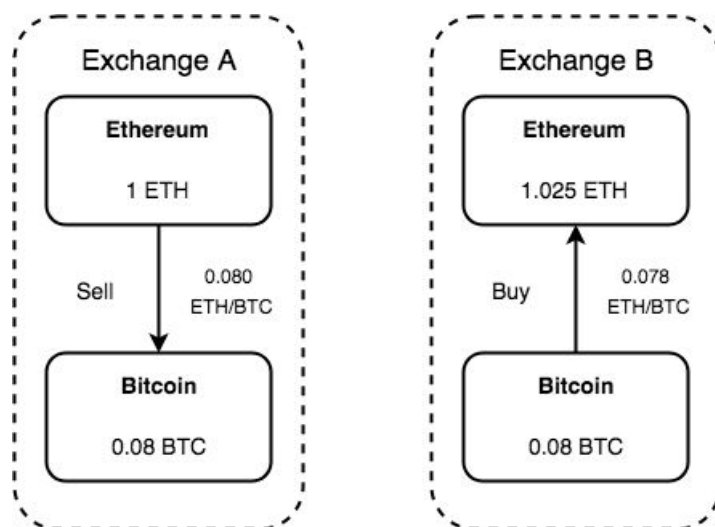 Exchange A
Ethereum
1 ETH
Sell
0.080
ETH/BTC
Bitcoin
0.08 BTC
Exchange B
Ethereum
1.025 ETH
Buy
0.078
ETH/BTC
Bitcoin
0.08 BTC